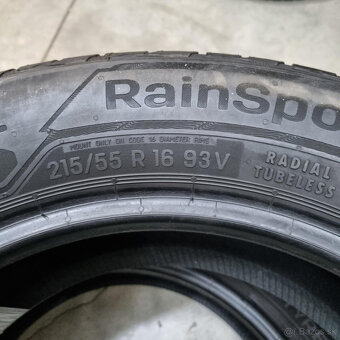 RainSpo
MOUNT ONLY ON CODE 16 DIAMETER RIMS
215/55 R 16 93V
RADIAL
TUBELESS